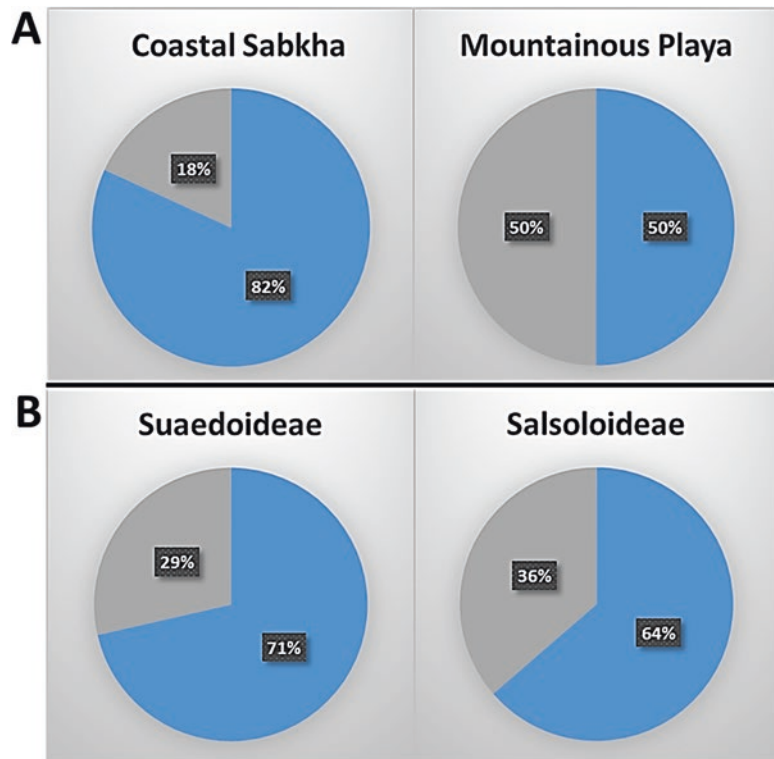 A
Coastal Sabkha
18%
82%
Mountainous Playa
50%
50%
B
Suaedoideae
29%
71%
Salsoloideae
36%
64%